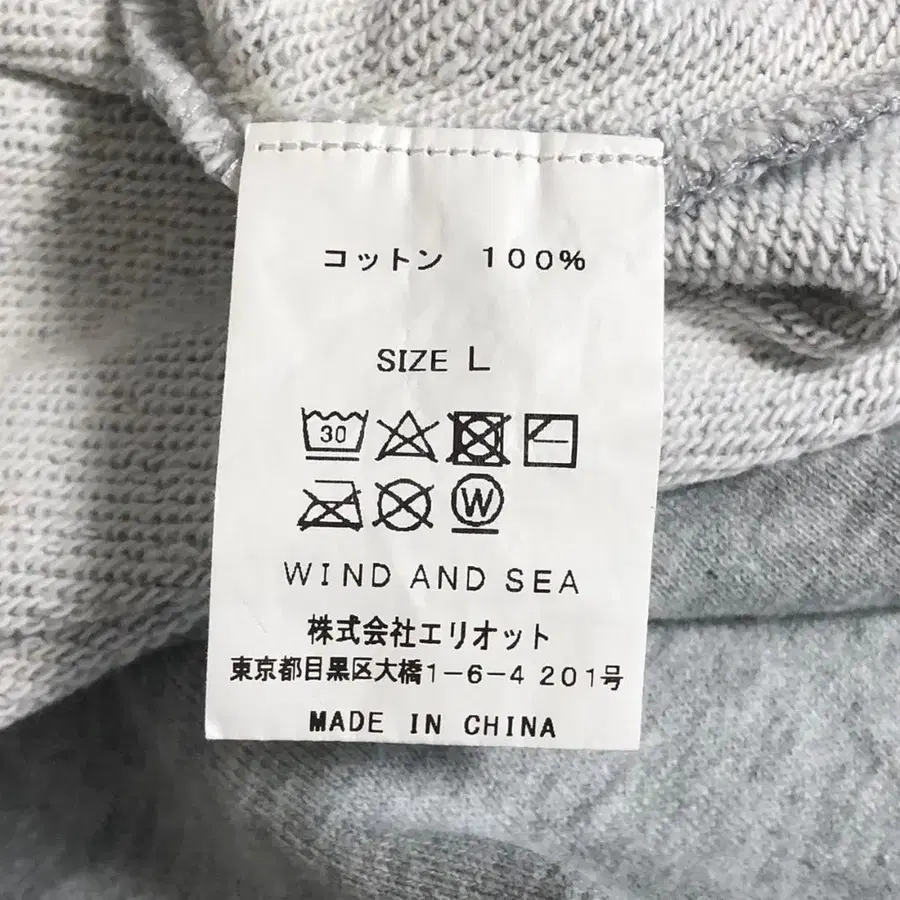 コットン 100%
SIZE L
30
W
WIND AND SEA
株式会社エリオット
東京都目黒区大橋1-6-4 201号
MADE IN CHINA